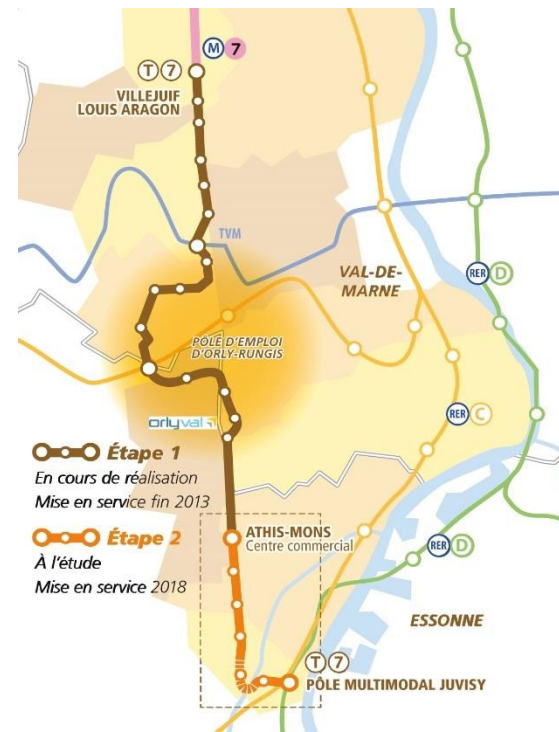 M 7
T 7
VILLEJUIF
LOUIS ARAGON
TVM
VAL-DE-
MARNE
RER D
PÔLE D'EMPLOI
D'ORLY-RUNGIS
orlyval
RER C
Étape 1
En cours de réalisation
Mise en service fin 2013
Étape 2
À l'étude
Mise en service 2018
ATHIS-MONS
Centre commercial
RER D
ESSONNE
T 7
PÔLE MULTIMODAL JUVISY